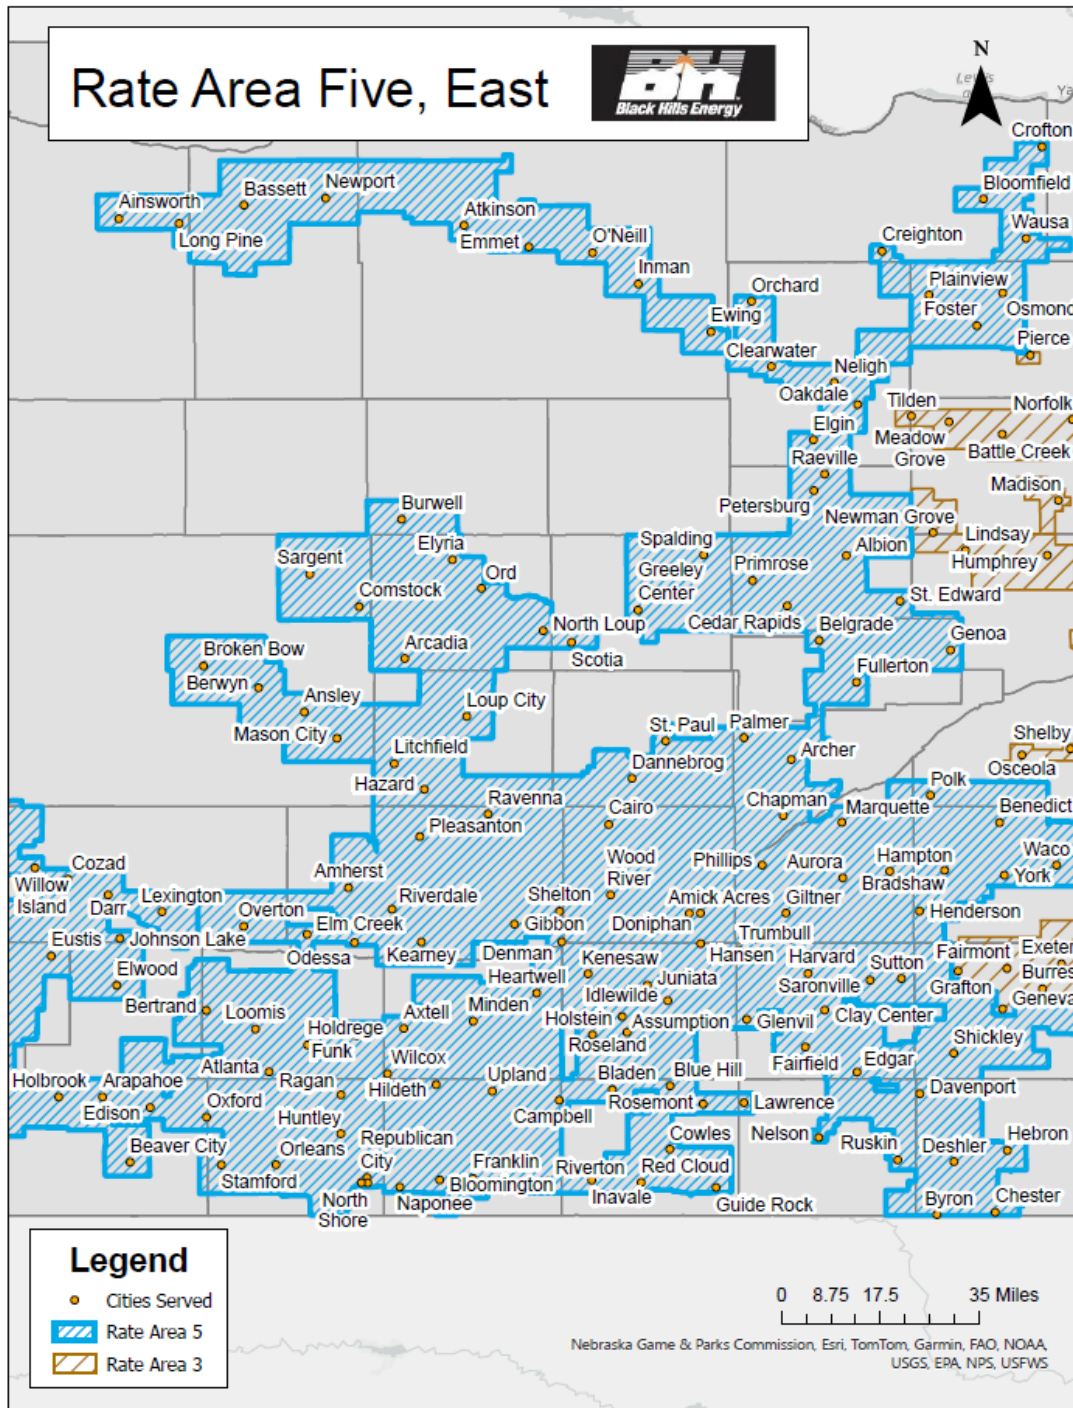 Rate Area Five, East
Black Hills Energy
N
Lewis
Ya
River
Crofton
Bloomfield
Wausa
Creighton
Ainsworth
Bassett
Newport
Long Pine
Atkinson
Emmet
O'Neill
Inman
Orchard
Ewing
Clearwater
Plainview
Foster
Osmond
Pierce
Neligh
Oakdale
Tilden
Norfolk
Elgin
Meadow
Grove
Battle Creek
Raeville
Madison
Petersburg
Newman Grove
Lindsay
Burwell
Elyria
Spalding
Albion
Humphrey
Sargent
Ord
Greeley
Center
Primrose
Comstock
St. Edward
North Loup
Cedar Rapids
Belgrade
Genoa
Arcadia
Scotia
Broken Bow
Berwyn
Fullerton
Ansley
Loup City
Mason City
St. Paul
Palmer
Shelby
Litchfield
Archer
Osceola
Dannebrog
Hazard
Polk
Ravenna
Cairo
Chapman
Marquette
Benedict
Pleasanton
Cozad
Wood
River
Phillips
Aurora
Hampton
Waco
Willow
Island
Amherst
Bradshaw
York
Darr
Lexington
Riverdale
Shelton
Amick Acres
Giltner
Overton
Elm Creek
Gibbon
Doniphan
Henderson
Eustis
Johnson Lake
Trumbull
Odessa
Kearney
Denman
Kenesaw
Hansen
Harvard
Fairmont
Exeter
Elwood
Heartwell
Juniata
Sutton
Burres
Bertrand
Minden
Idlewilde
Saronville
Grafton
Geneva
Loomis
Holdrege
Axtell
Holstein
Assumption
Glenvil
Clay Center
Funk
Roseland
Shickley
Atlanta
Wilcox
Fairfield
Edgar
Holbrook
Arapahoe
Ragan
Hildeth
Upland
Bladen
Blue Hill
Davenport
Edison
Oxford
Huntley
Campbell
Rosemont
Lawrence
Beaver City
Orleans
Republican
City
Cowles
Nelson
Ruskin
Deshler
Hebron
Stamford
Franklin
Riverton
Red Cloud
Bloomington
North
Shore
Naponee
Inavale
Guide Rock
Byron
Chester
Legend
Cities Served
Rate Area 5
Rate Area 3
0 8.75 17.5 35 Miles
Nebraska Game & Parks Commission, Esri, TomTom, Garmin, FAO, NOAA,
USGS, EPA, NPS, USFWS